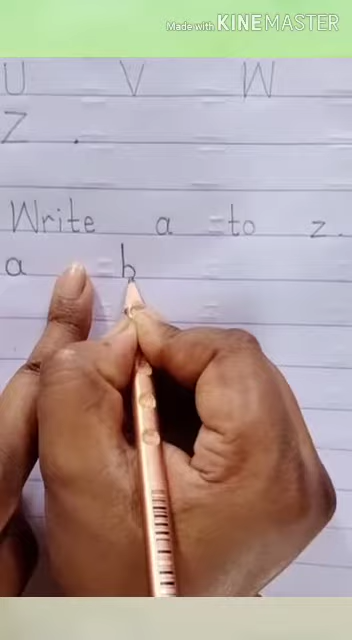 Made with KINEMASTER
U V W
Z .
Write a to z.
a b